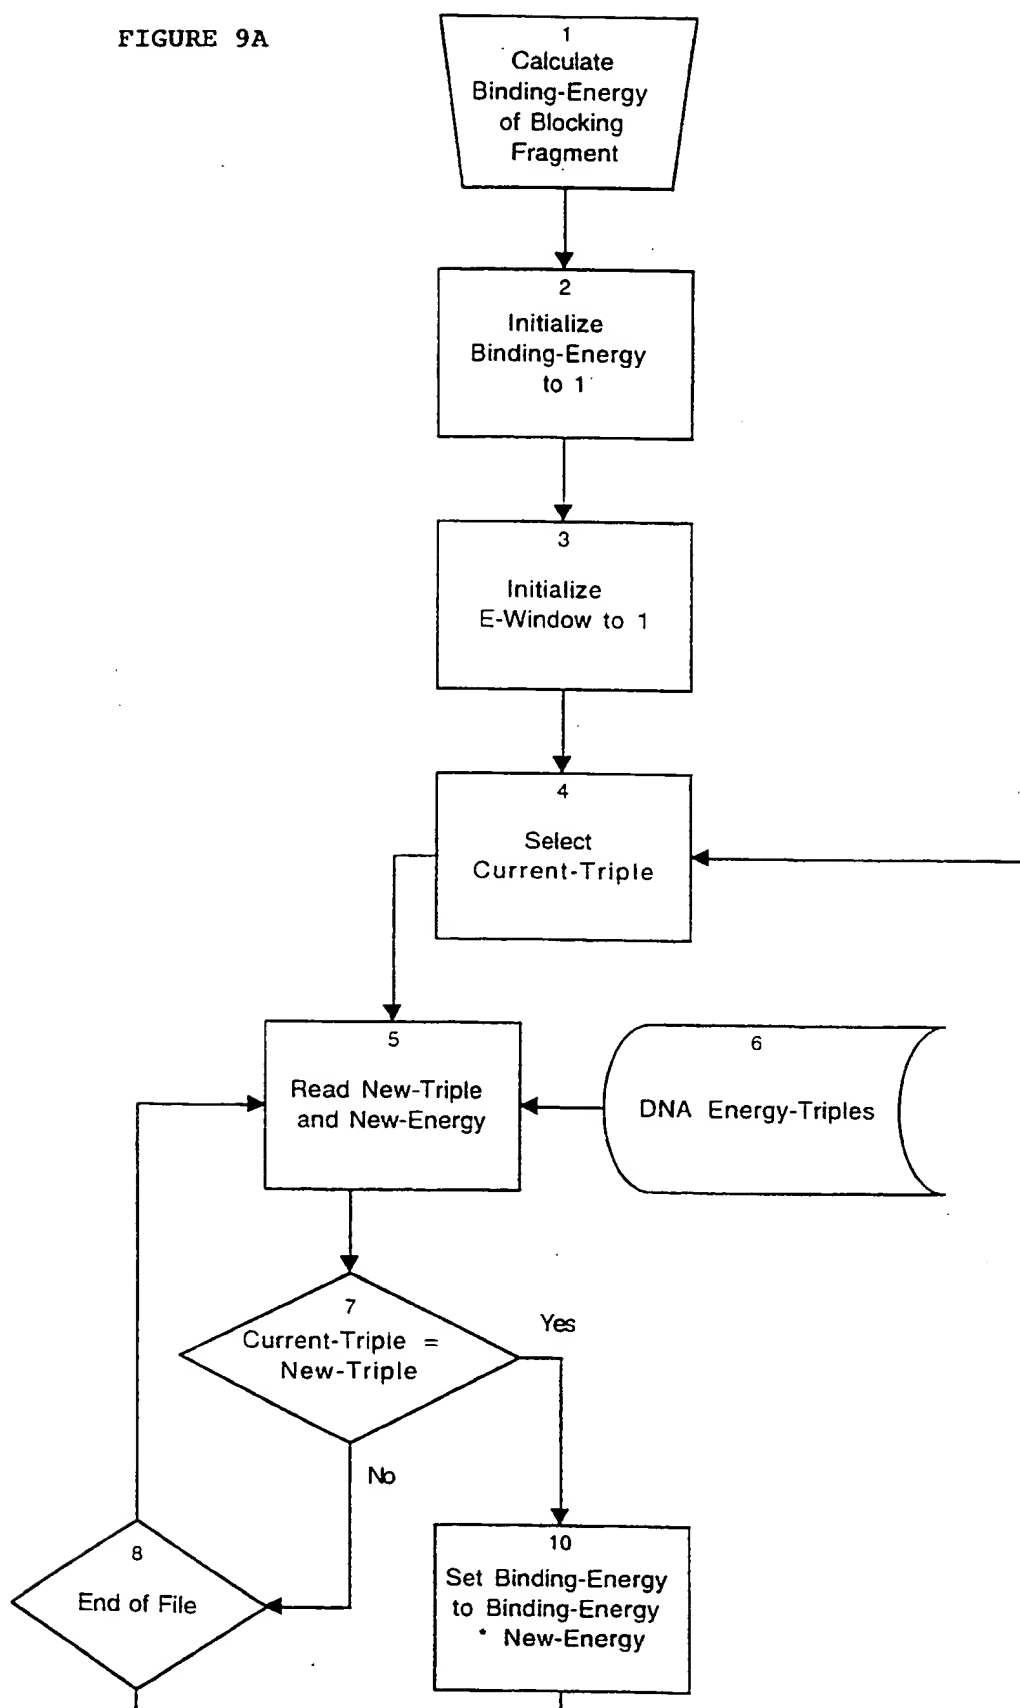 FIGURE 9A
1
Calculate
Binding-Energy
of Blocking
Fragment
2
Initialize
Binding-Energy
to 1
3
Initialize
E-Window to 1
4
Select
Current-Triple
5
Read New-Triple
and New-Energy
6
DNA Energy-Triples
7
Current-Triple =
New-Triple
Yes
No
8
End of File
10
Set Binding-Energy
to Binding-Energy
* New-Energy